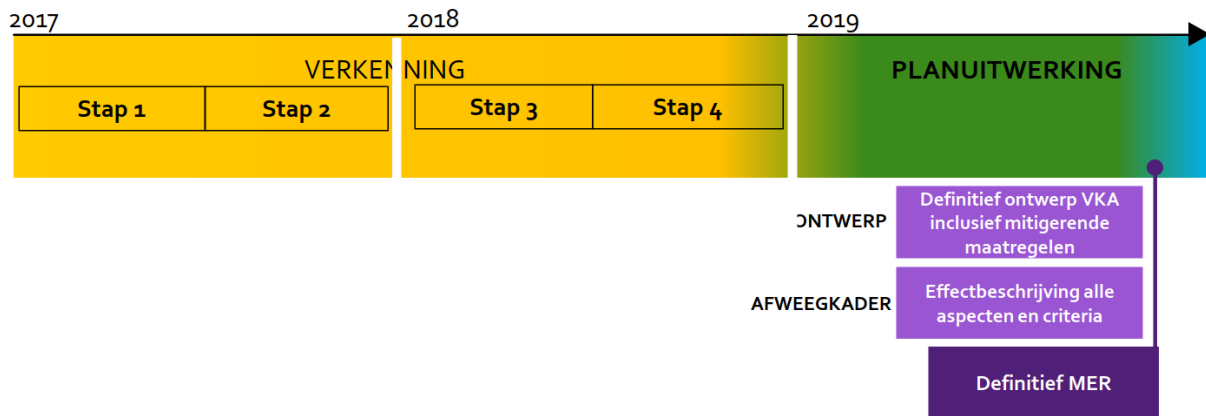 2017 2018 2019
VERKENNING PLANUITWERKING
Stap 1 Stap 2 Stap 3 Stap 4
ONTWERP
Definitief ontwerp VKA
inclusief mitigerende
maatregelen
AFWEEGKADER
Effectbeschrijving alle
aspecten en criteria
Definitief MER